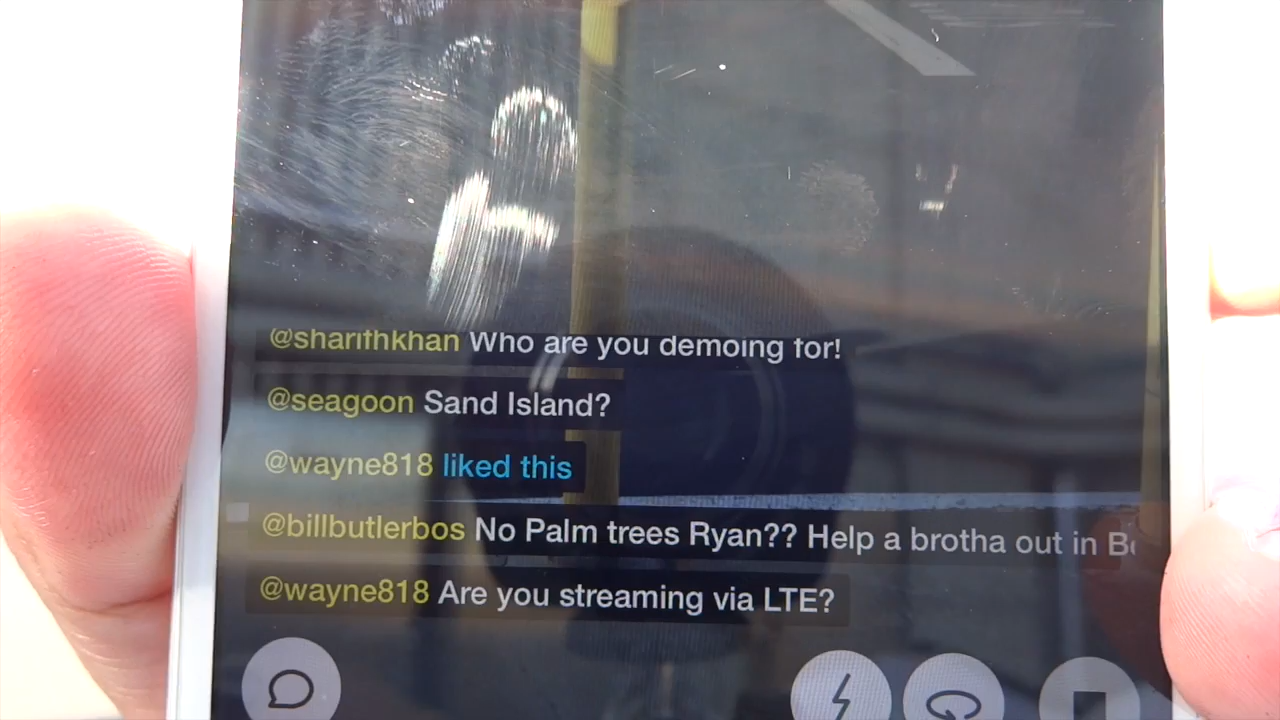 @sharithkhan Who are you demoing for!
@seagoon Sand Island?
@wayne818 liked this
@billbutlerbos No Palm trees Ryan?? Help a brotha out in
@wayne818 Are you streaming via LTE?